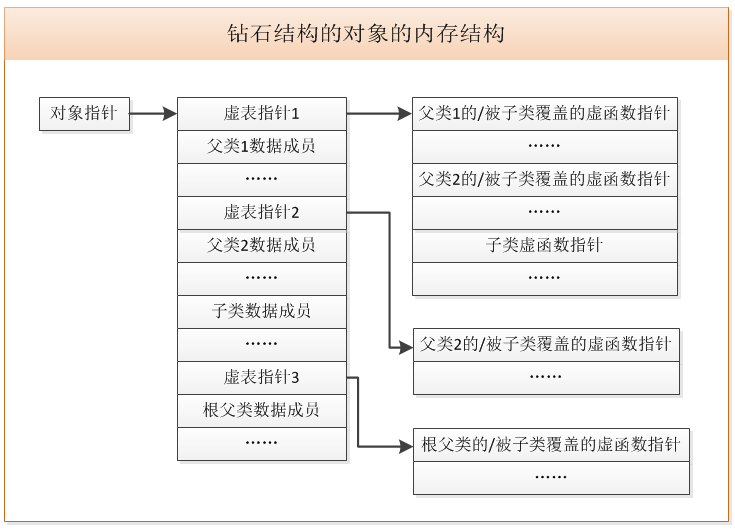 钻石结构的对象的内存结构
对象指针
虚表指针1
父类1数据成员
……
虚表指针2
父类2数据成员
……
子类数据成员
……
虚表指针3
根父类数据成员
……
父类1的/被子类覆盖的虚函数指针
……
父类2的/被子类覆盖的虚函数指针
……
子类虚函数指针
……
父类2的/被子类覆盖的虚函数指针
……
根父类的/被子类覆盖的虚函数指针
……